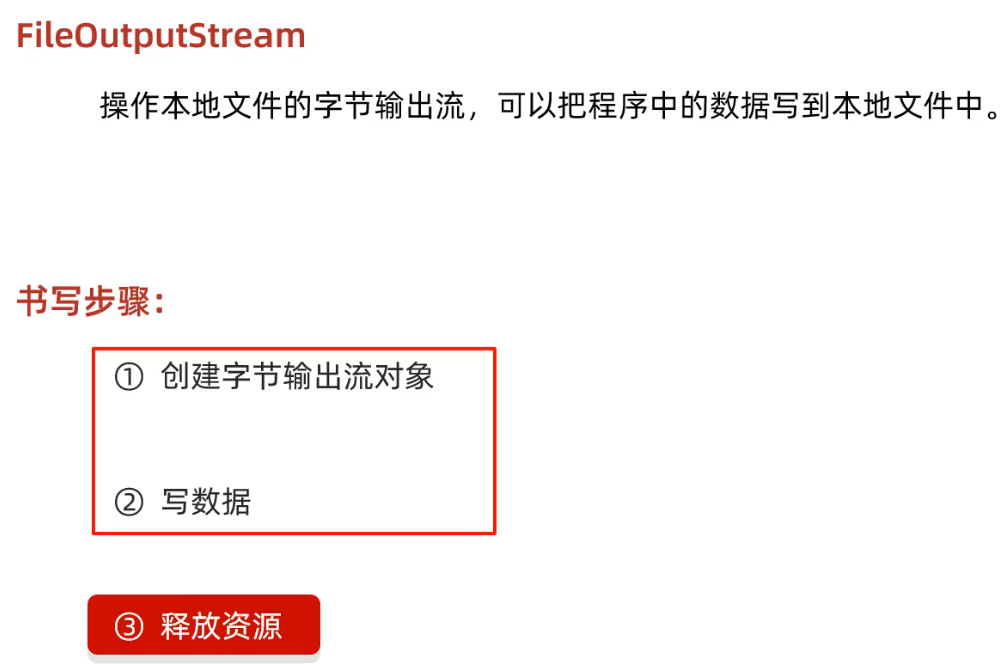 FileOutputStream
操作本地文件的字节输出流，可以把程序中的数据写到本地文件中。
书写步骤：
① 创建字节输出流对象
② 写数据
③ 释放资源